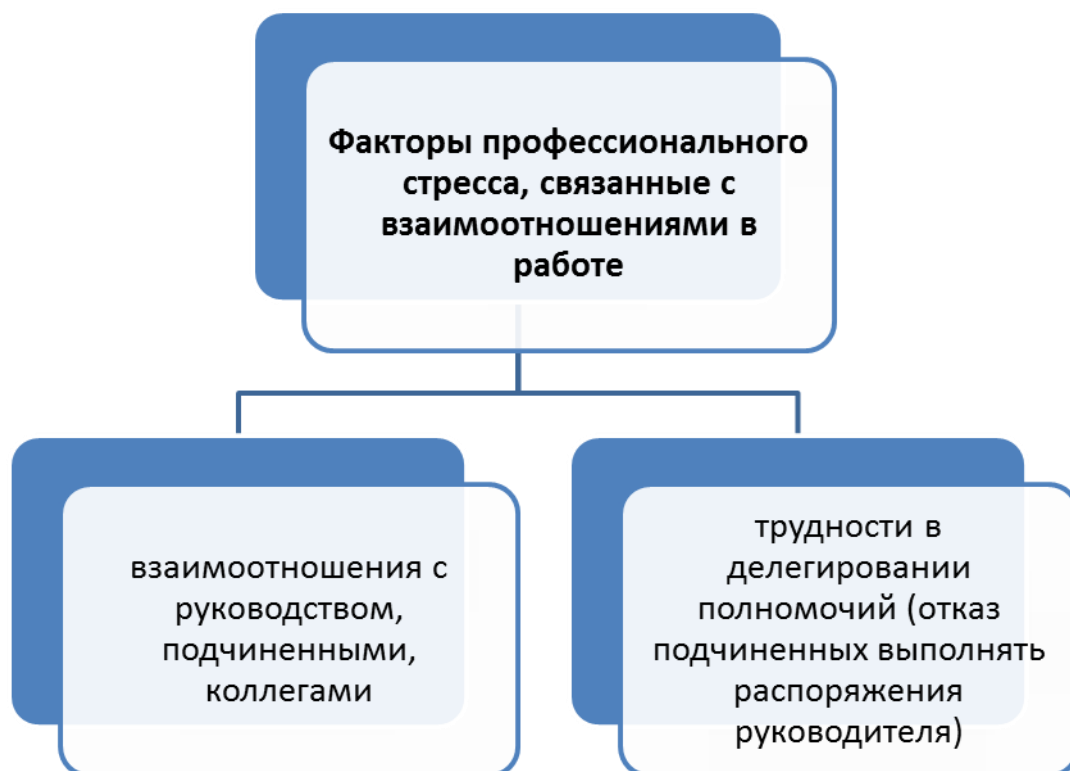 Факторы профессионального
стресса, связанные с
взаимоотношениями в
работе
взаимоотношения с
руководством,
подчиненными,
коллегами
трудности в
делегировании
полномочий (отказ
подчиненных выполнять
распоряжения
руководителя)